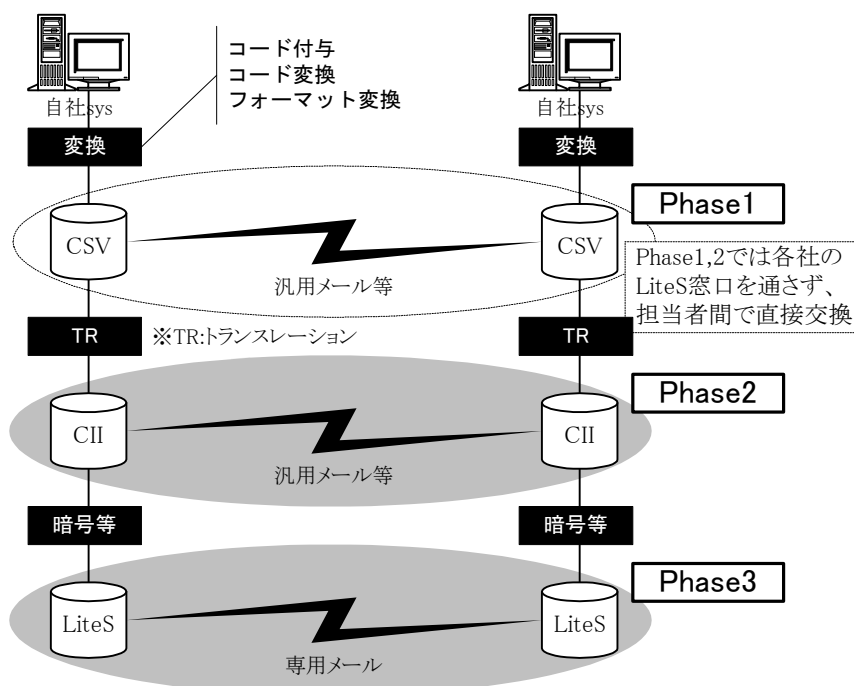 コード付与
コード変換
フォーマット変換
自社sys
自社sys
変換
変換
Phase1
CSV
CSV
汎用メール等
Phase1,2では各社の
LiteS窓口を通さず、
担当者間で直接交換
TR
※TR:トランスレーション
TR
Phase2
CII
CII
汎用メール等
暗号等
暗号等
Phase3
LiteS
LiteS
専用メール